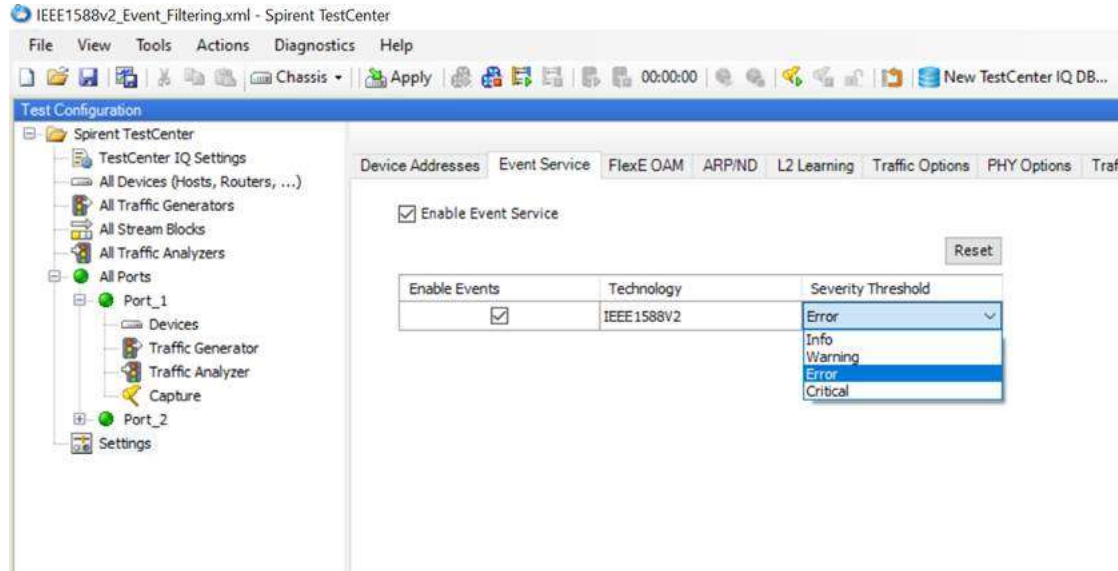 IEEE1588v2_Event_Filtering.xml - Spirent TestCenter
File View Tools Actions Diagnostics Help
Chassis Apply 00:00:00 New TestCenter IQ DB...
Test Configuration
Spirent TestCenter
TestCenter IQ Settings
All Devices (Hosts, Routers, ...)
All Traffic Generators
All Stream Blocks
All Traffic Analyzers
All Ports
Port_1
Devices
Traffic Generator
Traffic Analyzer
Capture
Port_2
Settings
Device Addresses Event Service FlexE OAM ARP/ND L2 Learning Traffic Options PHY Options Traf
Enable Event Service
Reset
Enable Events Technology Severity Threshold
IEEE1588V2 Error
Info
Warning
Error
Critical